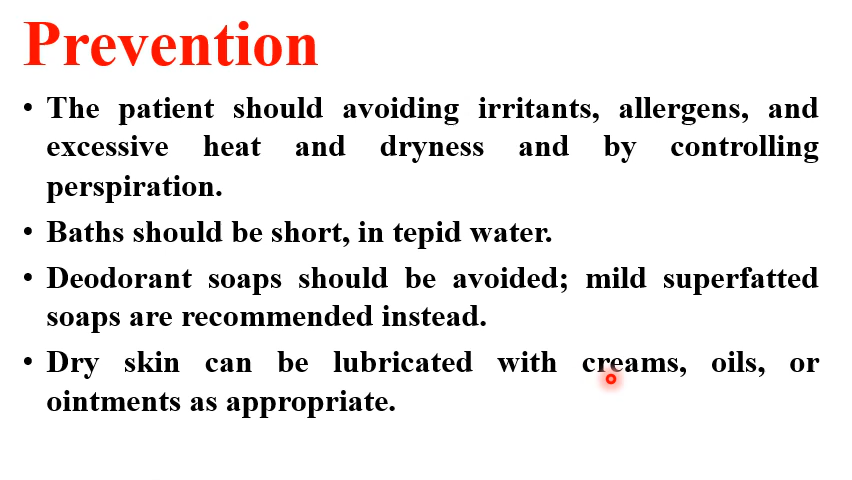 Prevention
• The patient should avoiding irritants, allergens, and
excessive heat and dryness and by controlling
perspiration.
• Baths should be short, in tepid water.
• Deodorant soaps should be avoided; mild superfatted
soaps are recommended instead.
• Dry skin can be lubricated with creams, oils, or
ointments as appropriate.